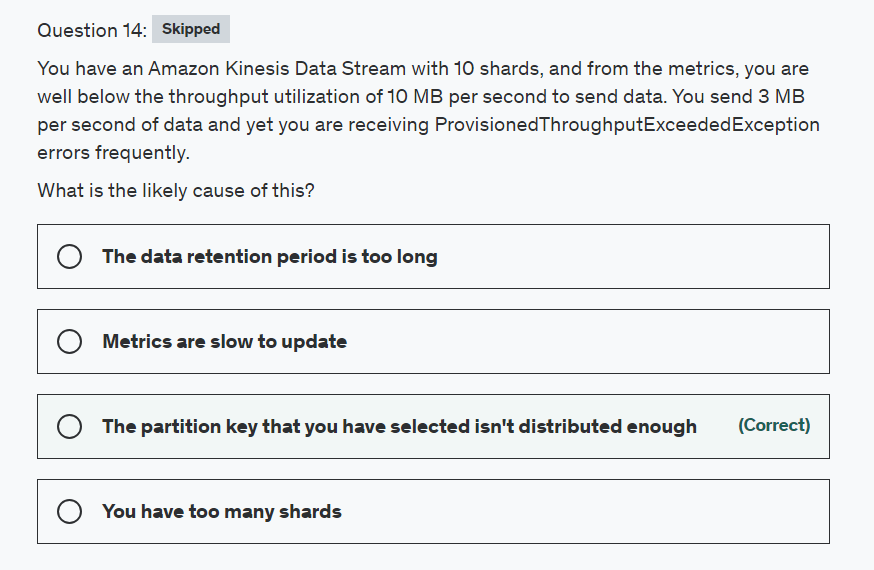 Question 14: Skipped
You have an Amazon Kinesis Data Stream with 10 shards, and from the metrics, you are
well below the throughput utilization of 10 MB per second to send data. You send 3 MB
per second of data and yet you are receiving ProvisionedThroughputExceededException
errors frequently.
What is the likely cause of this?
The data retention period is too long
Metrics are slow to update
The partition key that you have selected isn't distributed enough (Correct)
You have too many shards